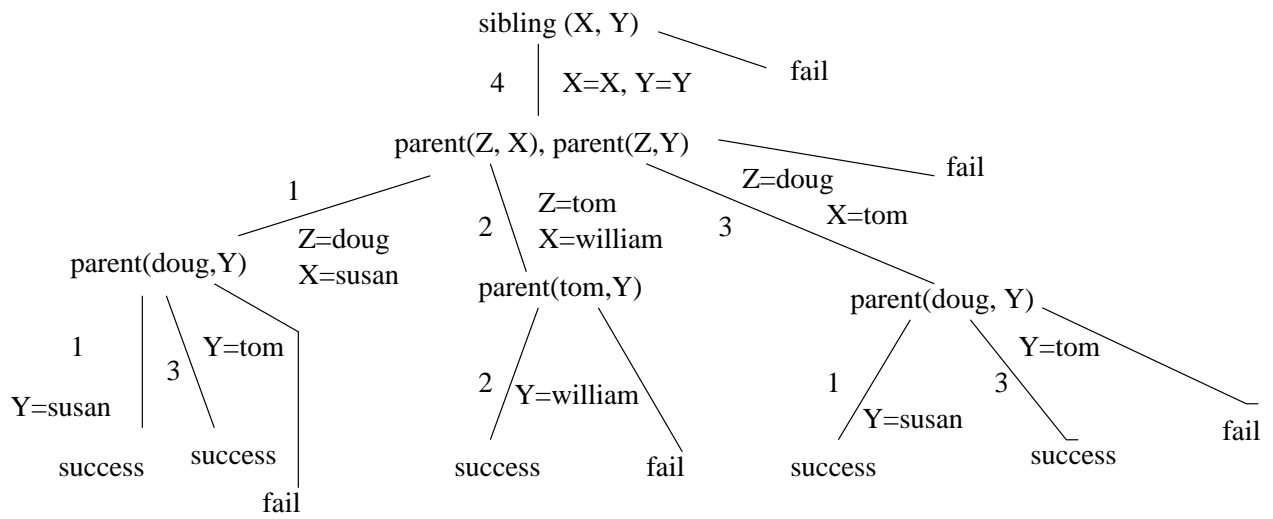 sibling (X, Y)
fail
4
X=X, Y=Y
parent(Z, X), parent(Z,Y)
fail
1
Z=doug
X=susan
2
Z=tom
X=william
3
Z=doug
X=tom
parent(doug,Y)
parent(tom,Y)
parent(doug, Y)
1
Y=susan
3
Y=tom
success
success
fail
2
Y=william
success
fail
1
Y=susan
3
Y=tom
success
success
fail